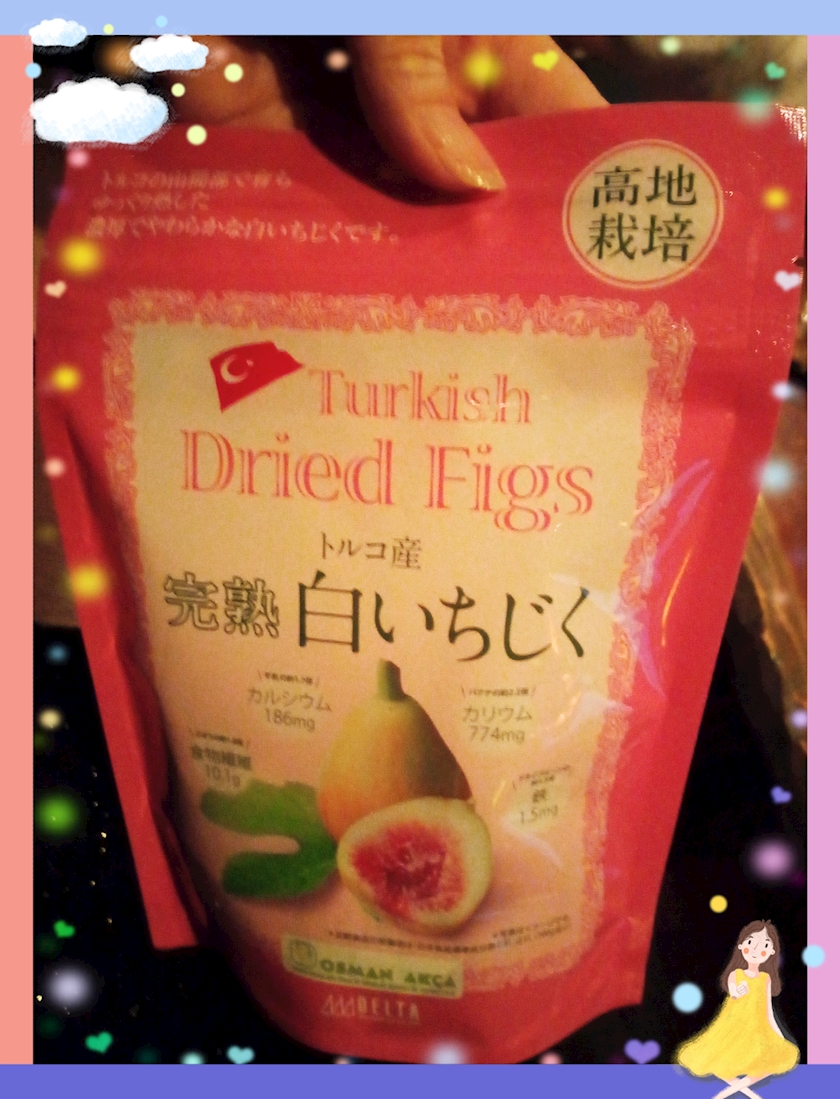 トルコの山間部で育ち
ゆっくり熟した
濃厚でやわらかな白いちじくです。
高地
栽培
Turkish
Dried Figs
トルコ産
完熟 白いちじく
カルシウム
186mg
カリウム
774mg
食物繊維
10.1g
鉄
1.5mg
OSMAN AKÇA
DELTA